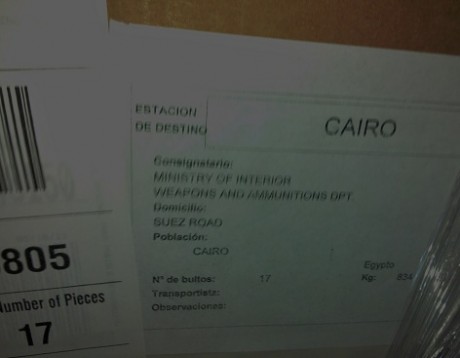 ESTACION
DE DESTINO
CAIRO
Consignatario:
MINISTRY OF INTERIOR
WEAPONS AND AMMUNITIONS DPT
Domicilio:
SUEZ ROAD
Población:
CAIRO
Egypto
Nº de bultos: 17 Kg: 834
Transportista:
Observaciones:
805
Number of Pieces
17